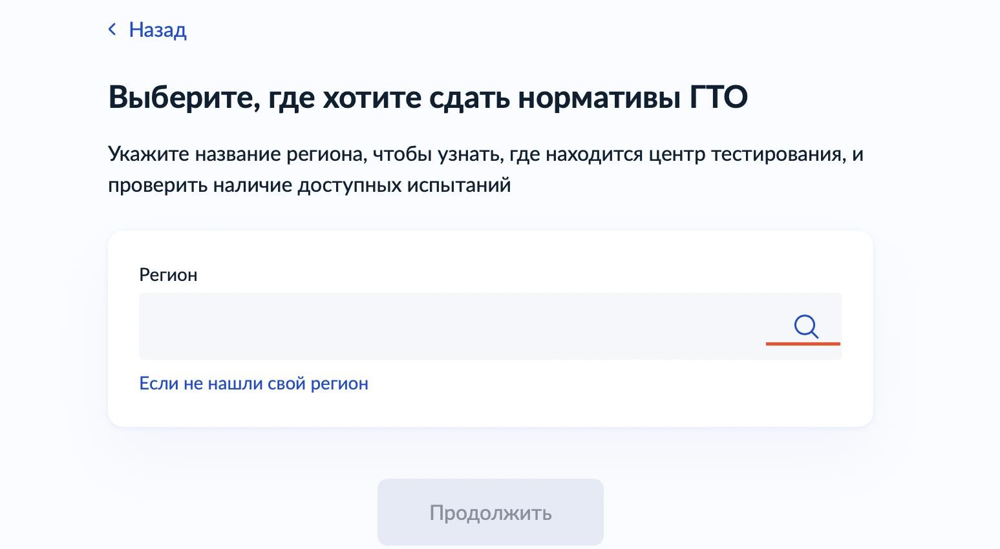 Назад
Выберите, где хотите сдать нормативы ГТО
Укажите название региона, чтобы узнать, где находится центр тестирования, и
проверить наличие доступных испытаний
Регион
Если не нашли свой регион
Продолжить